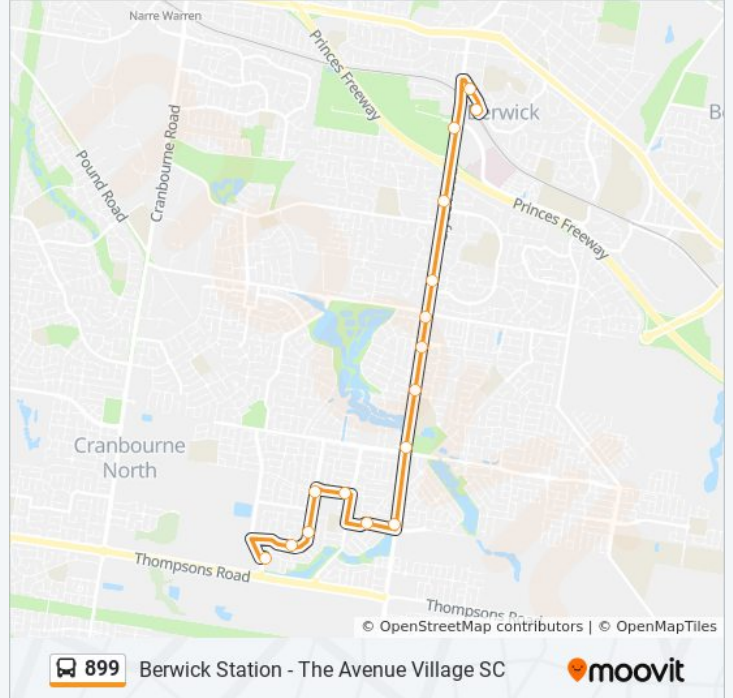 Narre Warren
Princes Freeway
Berwick
Cranbourne Road
Pound Road
Princes Freeway
Cranbourne
North
Thompsons Road
Thompsons Road
© OpenStreetMap contributors | © OpenMapTiles
899 Berwick Station - The Avenue Village SC
moovit